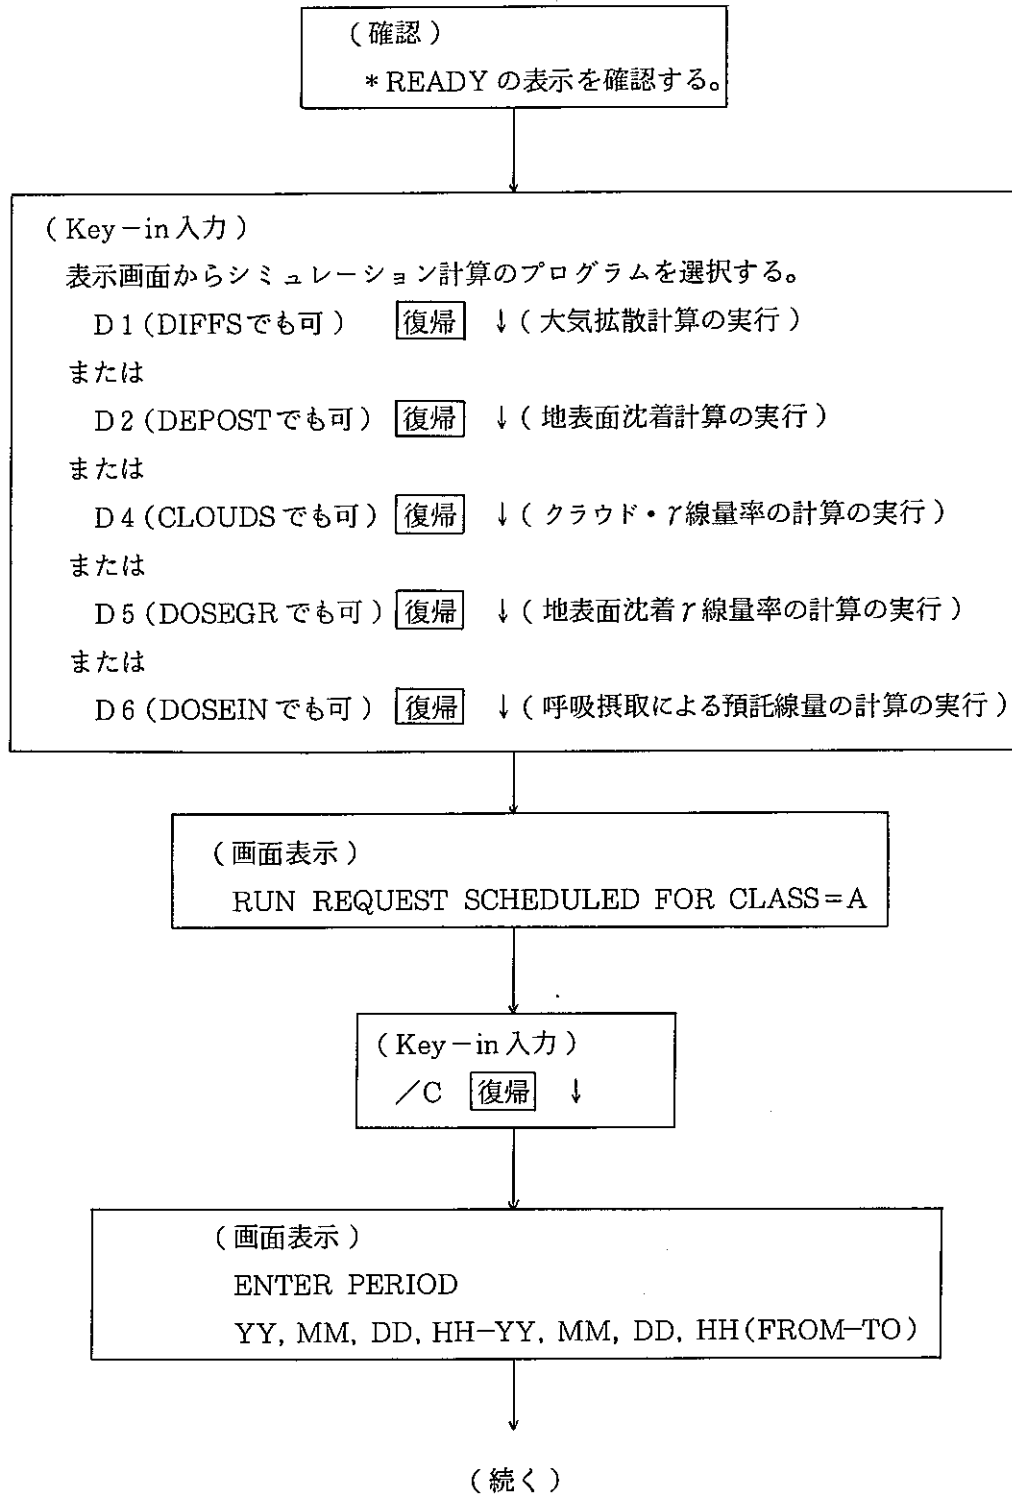 (確認)
*READYの表示を確認する。
(Key-in入力)
表示画面からシミュレーション計算のプログラムを選択する。
D1(DIFFSでも可) 復帰 ↓(大気拡散計算の実行)
または
D2(DEPOSTでも可) 復帰 ↓(地表面沈着計算の実行)
または
D4(CLOUDSでも可) 復帰 ↓(クラウド・γ線量率の計算の実行)
または
D5(DOSEGRでも可) 復帰 ↓(地表面沈着γ線量率の計算の実行)
または
D6(DOSEINでも可) 復帰 ↓(呼吸摂取による預託線量の計算の実行)
(画面表示)
RUN REQUEST SCHEDULED FOR CLASS=A
(Key-in入力)
/C 復帰 ↓
(画面表示)
ENTER PERIOD
YY, MM, DD, HH-YY, MM, DD, HH(FROM-TO)
(続く)